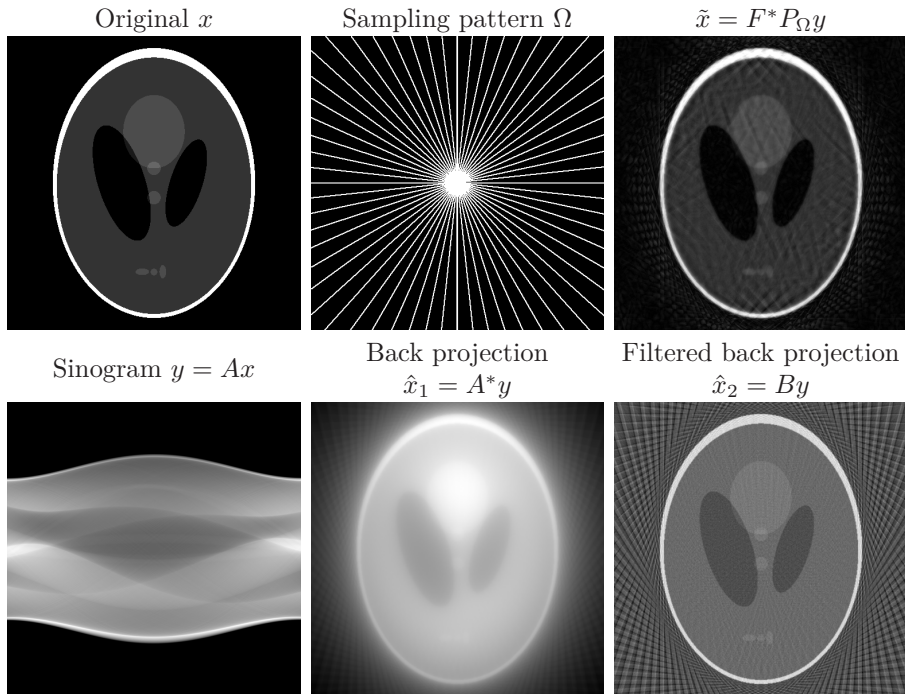 Original x
Sampling pattern Ω
x̃ = F*P_Ω y
Sinogram y = Ax
Back projection
x̂₁ = A*y
Filtered back projection
x̂₂ = By